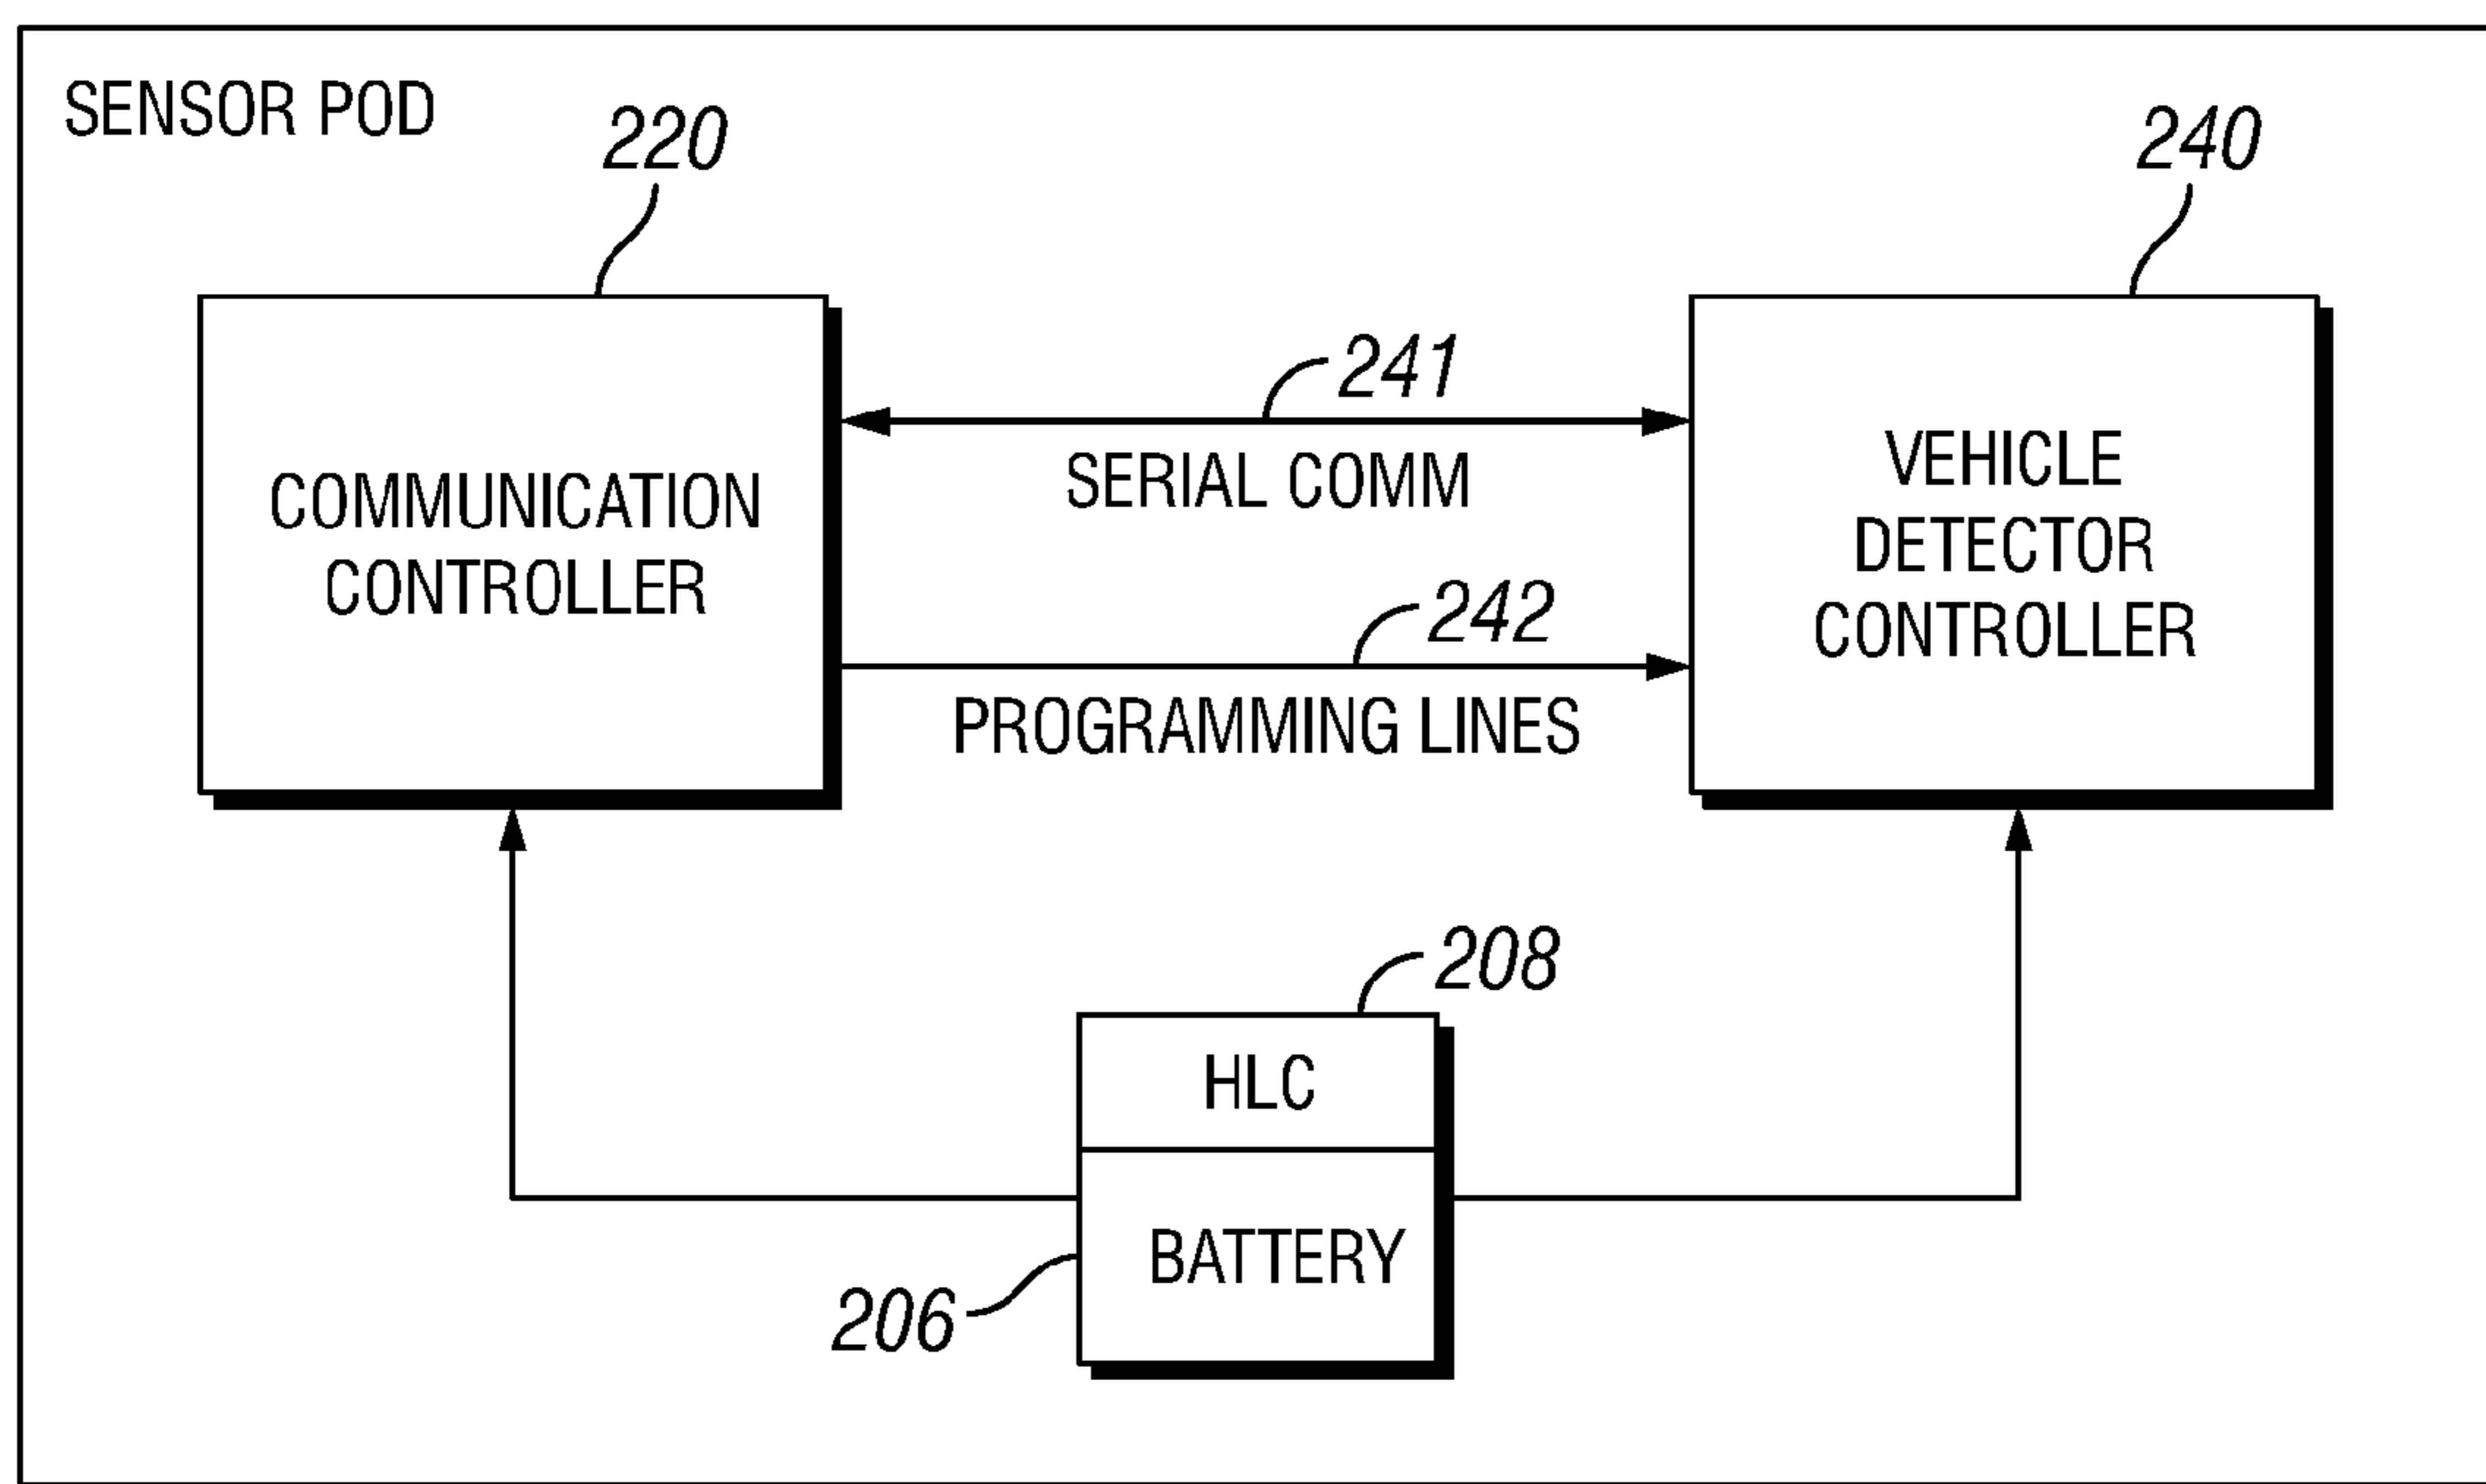 SENSOR POD
220
240
241
SERIAL COMM
COMMUNICATION
CONTROLLER
VEHICLE
DETECTOR
CONTROLLER
242
PROGRAMMING LINES
208
HLC
BATTERY
206